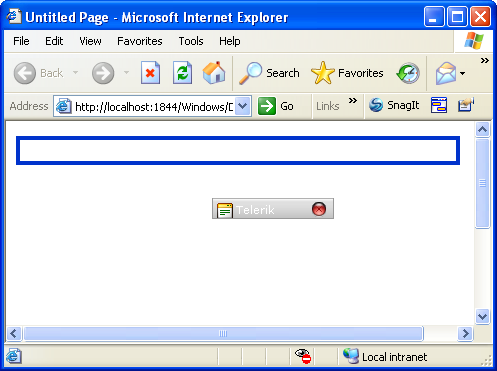 Untitled Page - Microsoft Internet Explorer
File Edit View Favorites Tools Help
Back Search Favorites
Address http://localhost:1844/Windows/D Go Links » SnagIt
Telerik
Local intranet